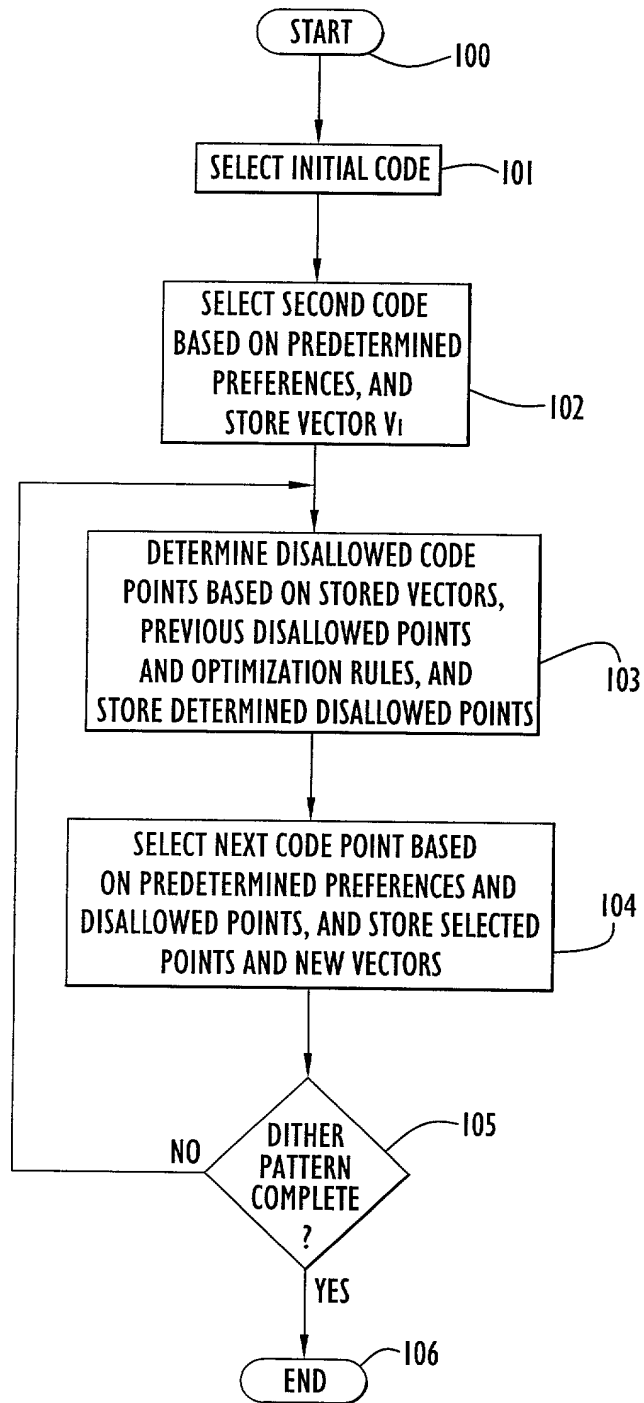 START
100
SELECT INITIAL CODE
101
SELECT SECOND CODE
BASED ON PREDETERMINED
PREFERENCES, AND
STORE VECTOR V1
102
DETERMINE DISALLOWED CODE
POINTS BASED ON STORED VECTORS,
PREVIOUS DISALLOWED POINTS
AND OPTIMIZATION RULES, AND
STORE DETERMINED DISALLOWED POINTS
103
SELECT NEXT CODE POINT BASED
ON PREDETERMINED PREFERENCES AND
DISALLOWED POINTS, AND STORE SELECTED
POINTS AND NEW VECTORS
104
DITHER
PATTERN
COMPLETE
?
105
NO
YES
END
106